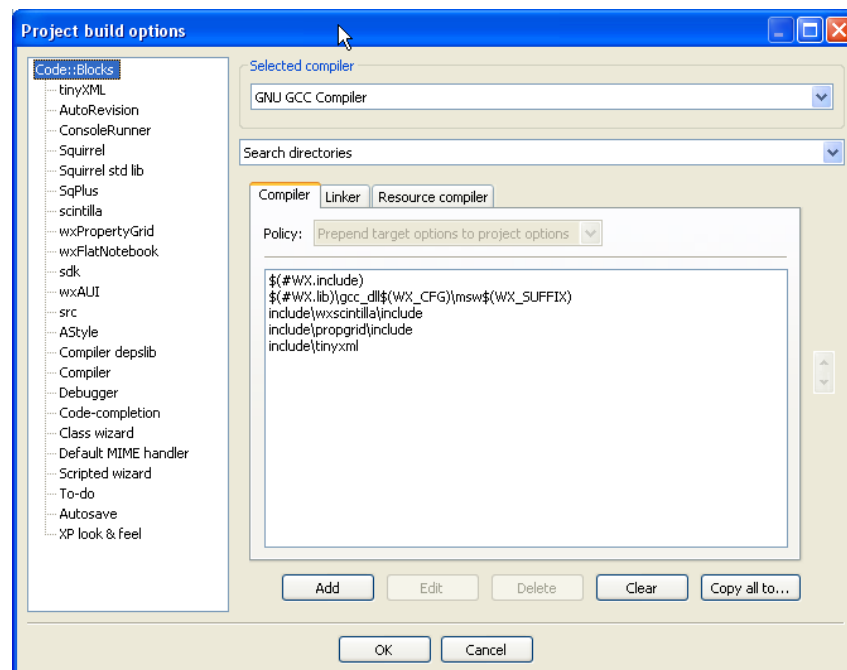 Project build options
Code::Blocks
tinyXML
AutoRevision
ConsoleRunner
Squirrel
Squirrel std lib
SqPlus
scintilla
wxPropertyGrid
wxFlatNotebook
sdk
wxAUI
src
AStyle
Compiler depslib
Compiler
Debugger
Code-completion
Class wizard
Default MIME handler
Scripted wizard
To-do
Autosave
XP look & feel
Selected compiler
GNU GCC Compiler
Search directories
Compiler Linker Resource compiler
Policy: Prepend target options to project options
$(#WX.include)
$(#WX.lib)\gcc_dll$(WX_CFG)\msw$(WX_SUFFIX)
include\wxscintilla\include
include\propgrid\include
include\tinyxml
Add Edit Delete Clear Copy all to...
OK Cancel